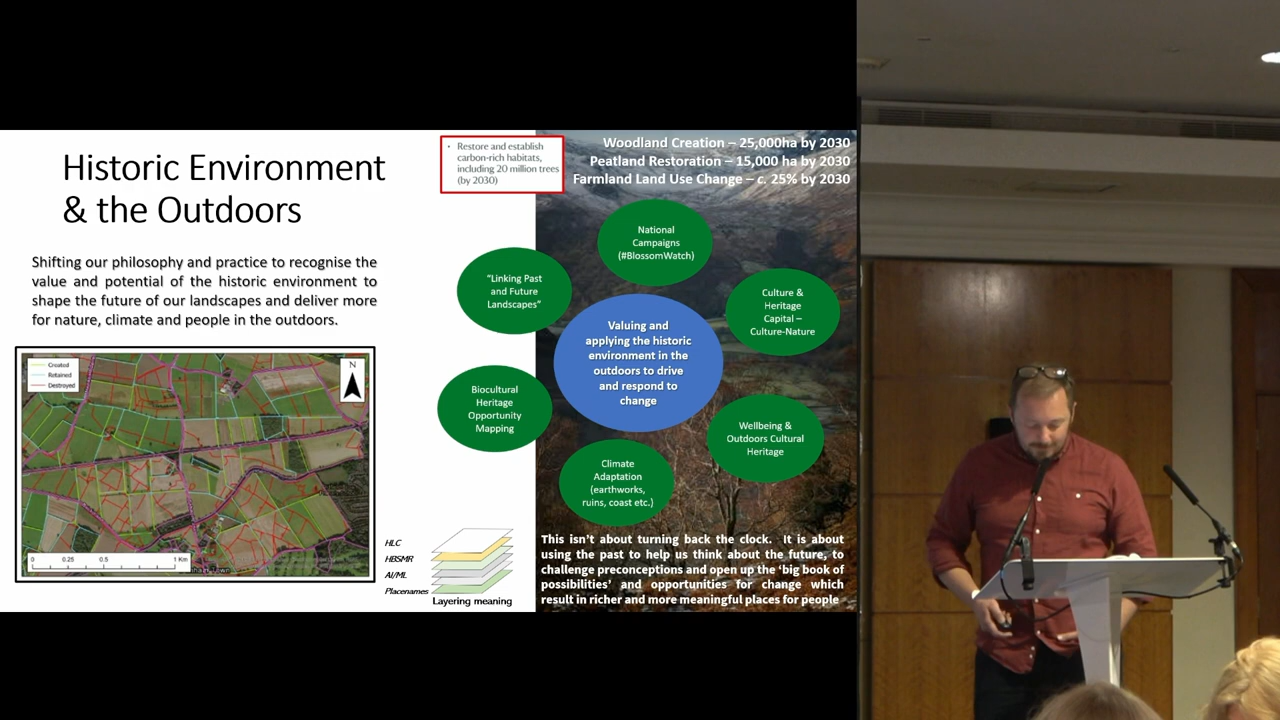 Historic Environment
& the Outdoors
Shifting our philosophy and practice to recognise the
value and potential of the historic environment to
shape the future of our landscapes and deliver more
for nature, climate and people in the outdoors.
Created
Retained
Destroyed
N
0 0.25 0.5 1 Km
• Restore and establish
carbon-rich habitats,
including 20 million trees
(by 2030)
Woodland Creation – 25,000ha by 2030
Peatland Restoration – 15,000 ha by 2030
Farmland Land Use Change – c. 25% by 2030
National
Campaigns
(#BlossomWatch)
"Linking Past
and Future
Landscapes"
Culture &
Heritage
Capital –
Culture-Nature
Valuing and
applying the historic
environment in the
outdoors to drive
and respond to
change
Biocultural
Heritage
Opportunity
Mapping
Wellbeing &
Outdoors Cultural
Heritage
Climate
Adaptation
(earthworks,
ruins, coast etc.)
HLC
HBSMR
AI/ML
Placenames
Layering meaning
This isn't about turning back the clock. It is about
using the past to help us think about the future, to
challenge preconceptions and open up the 'big book of
possibilities' and opportunities for change which
result in richer and more meaningful places for people